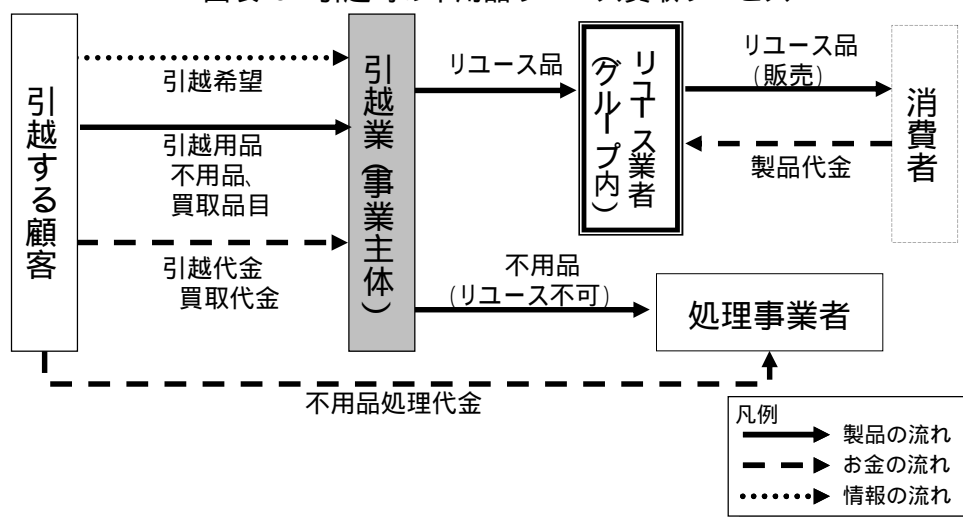 引越する顧客
引越希望
引越用品
不用品、
買取品目
引越代金
買取代金
引越業（事業主体）
リユース品
リユース業者
（グループ内）
リユース品
（販売）
製品代金
消費者
不用品
（リユース不可）
処理事業者
不用品処理代金
凡例
製品の流れ
お金の流れ
情報の流れ